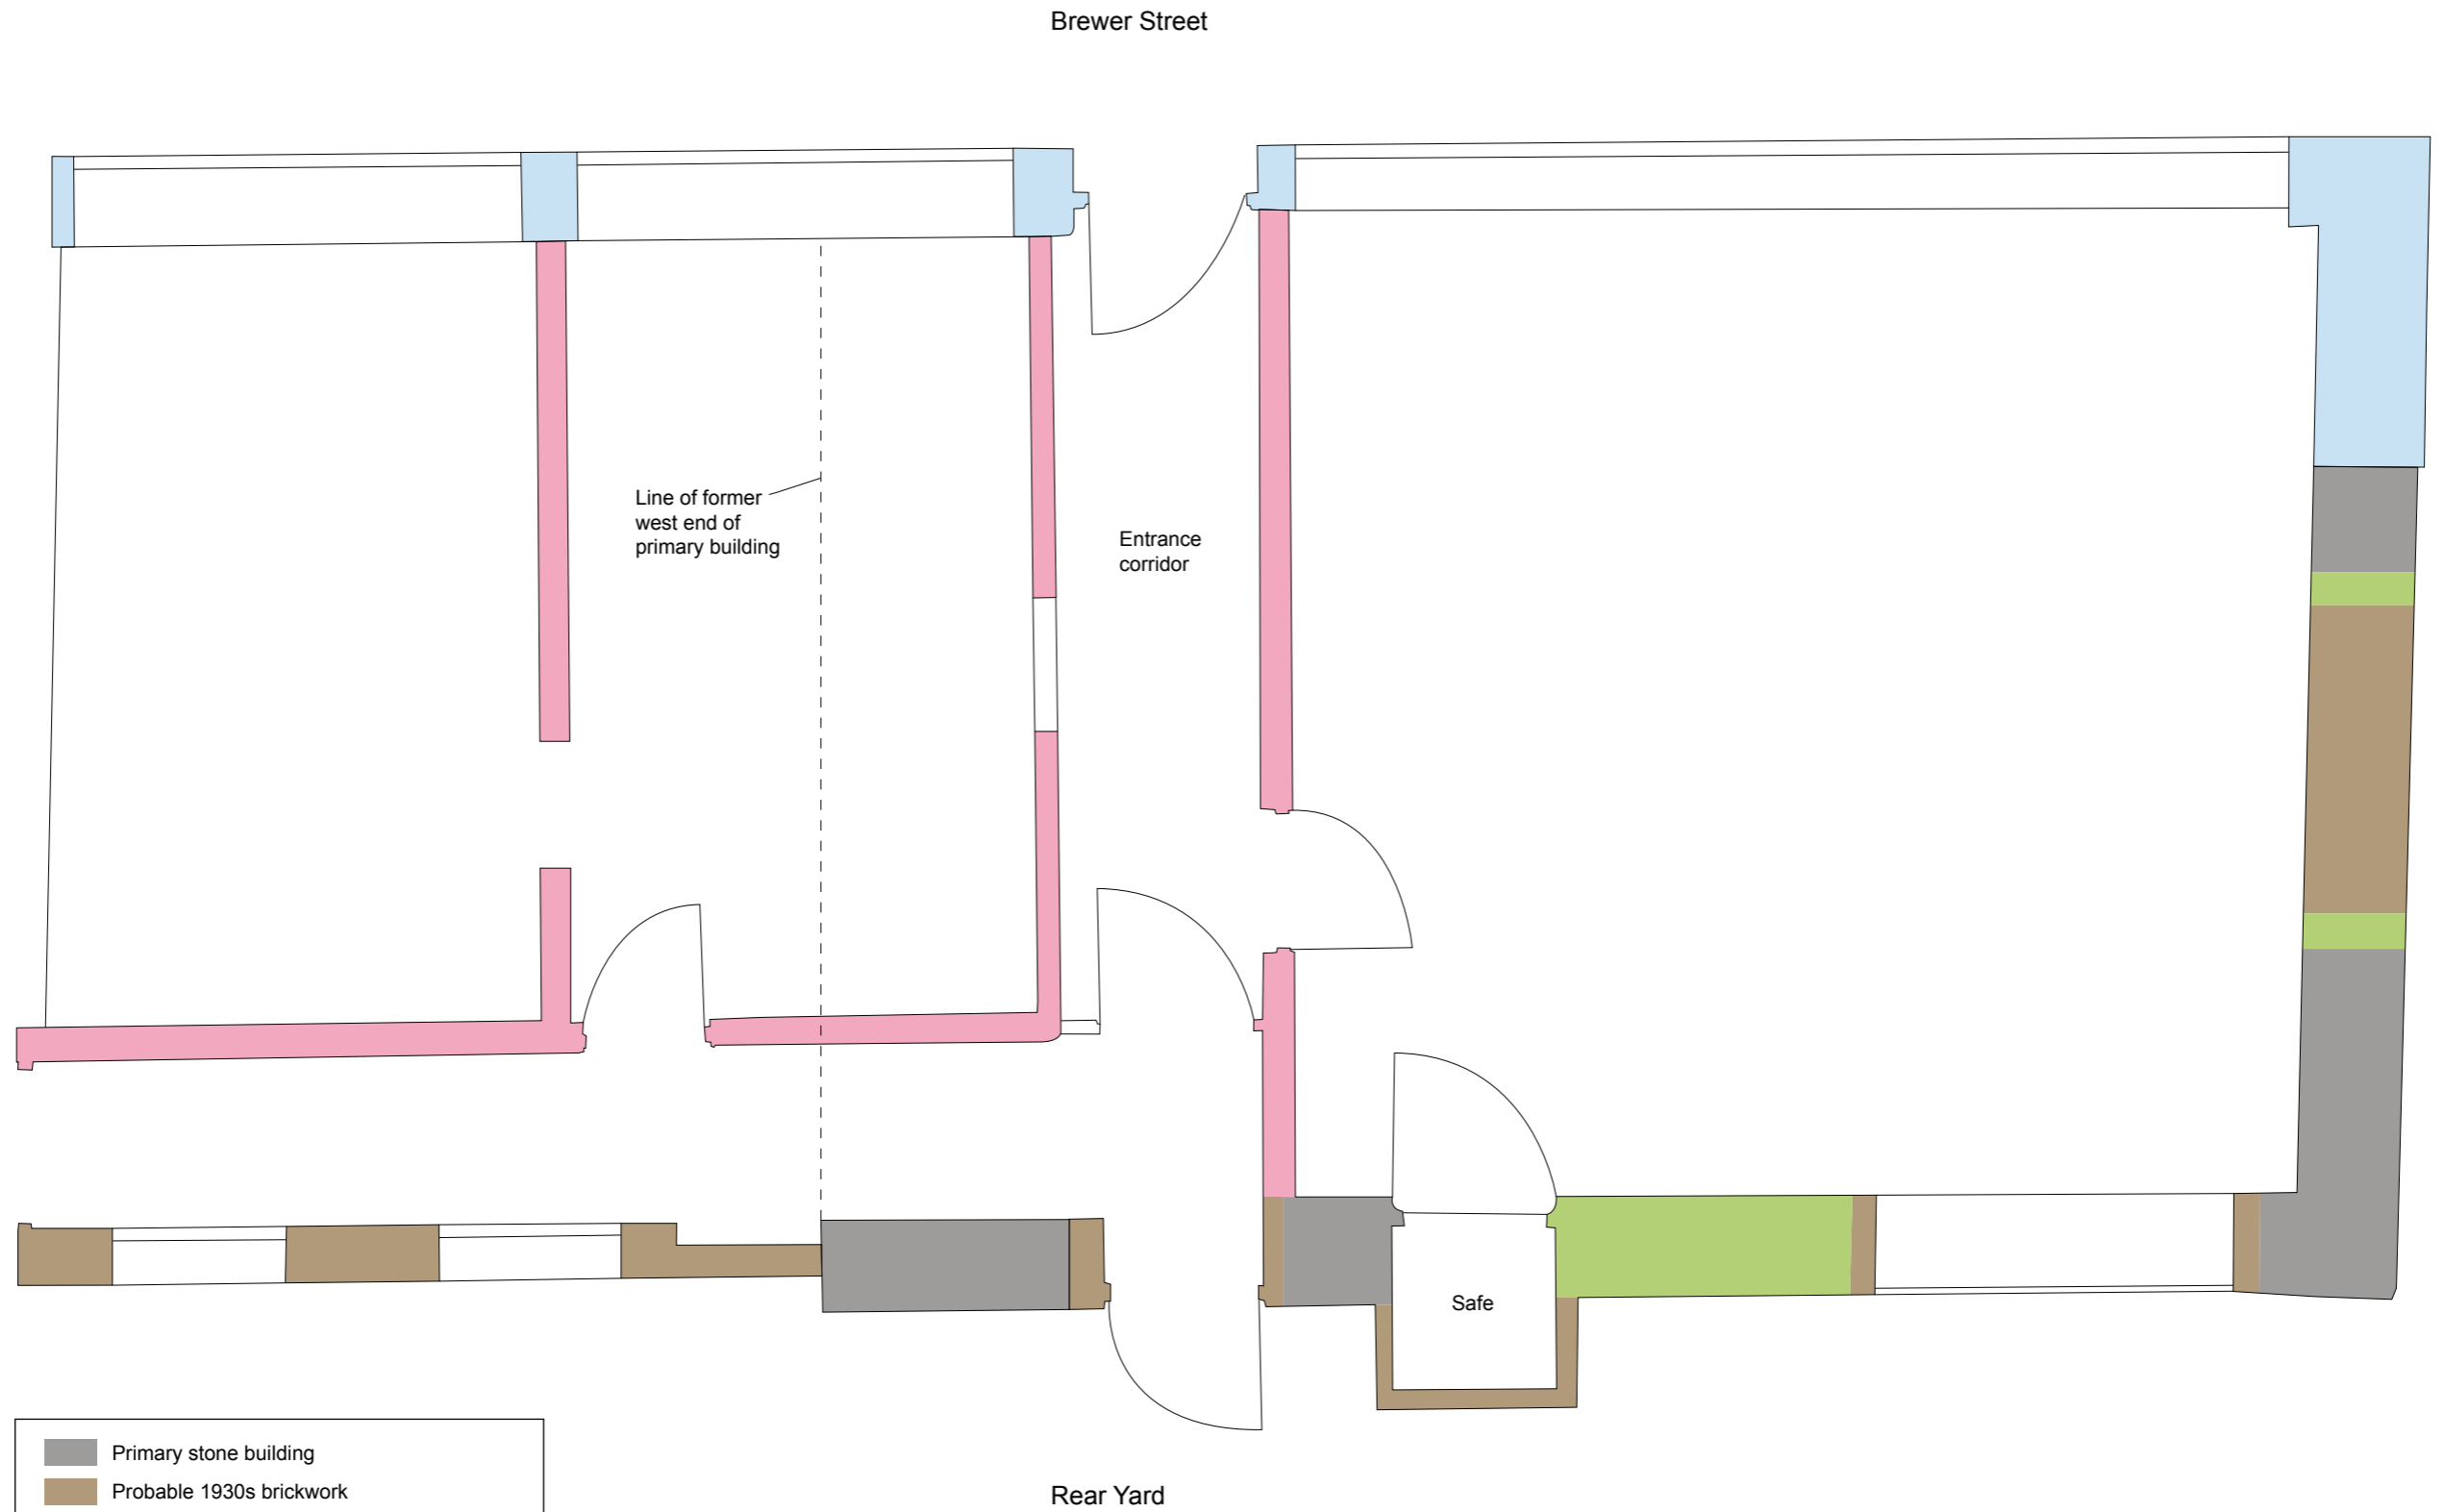 Brewer Street
Line of former
west end of
primary building
Entrance
corridor
Safe
Primary stone building
Probable 1930s brickwork
Rear Yard